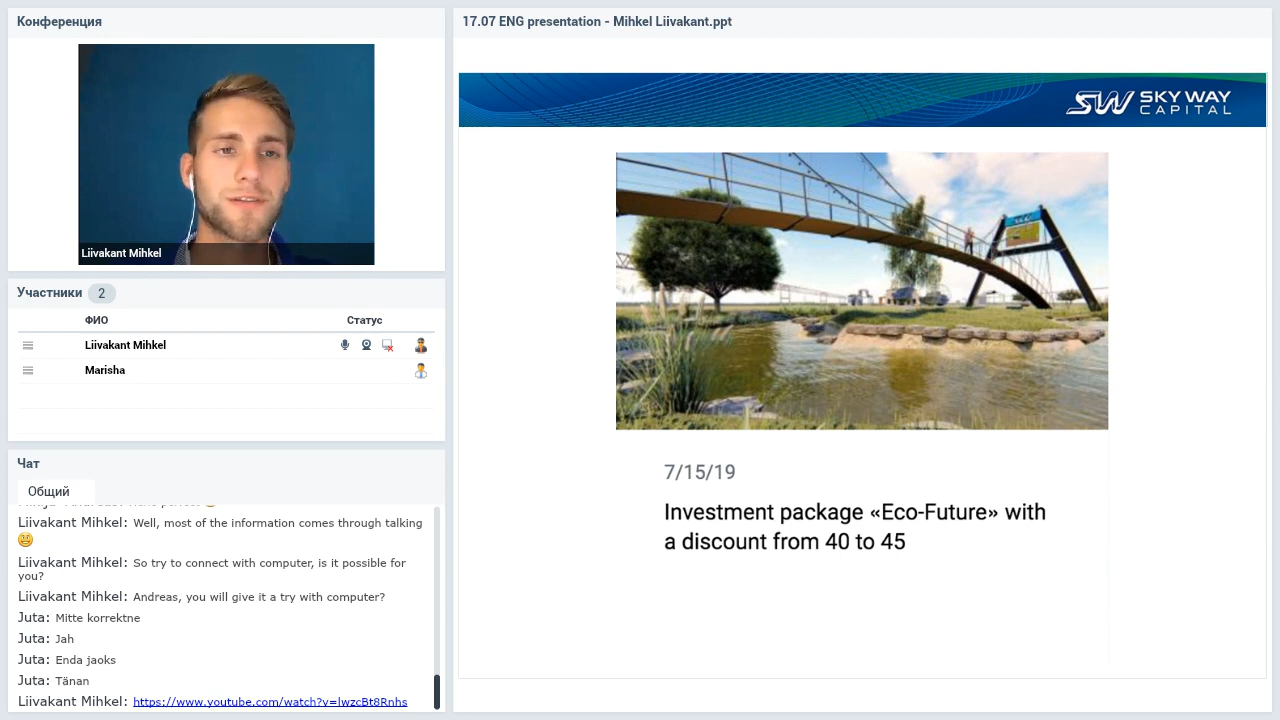 Конференция
Liivakant Mihkel
Участники 2
ФИО Статус
Liivakant Mihkel
Marisha
Чат
Общий
Liivakant Mihkel: Well, most of the information comes through talking
Liivakant Mihkel: So try to connect with computer, is it possible for
you?
Liivakant Mihkel: Andreas, you will give it a try with computer?
Juta: Mitte korrektne
Juta: Jah
Juta: Enda jaoks
Juta: Tänan
Liivakant Mihkel: https://www.youtube.com/watch?v=lwzcBt8Rnhs
17.07 ENG presentation - Mihkel Liivakant.ppt
SW SKY WAY
CAPITAL
7/15/19
Investment package «Eco-Future» with
a discount from 40 to 45